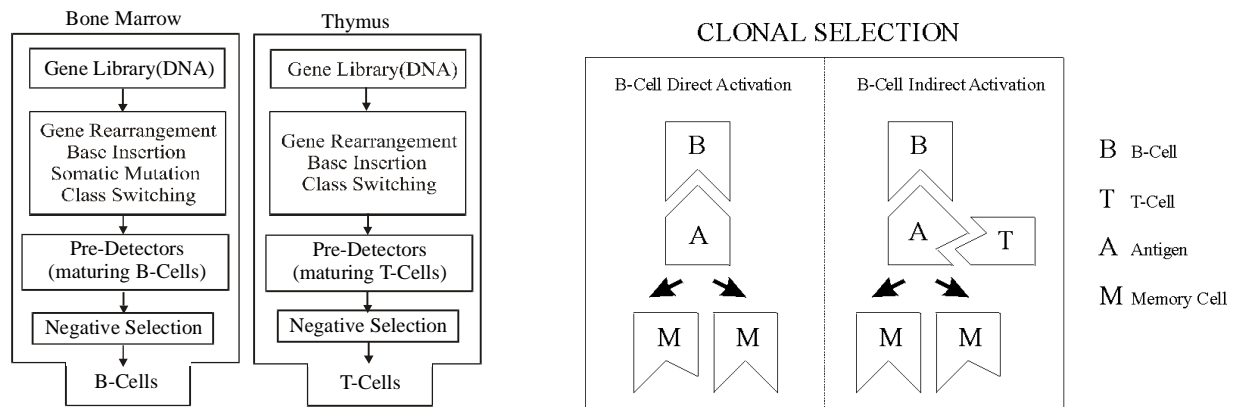 Bone Marrow
Gene Library(DNA)
Gene Rearrangement
Base Insertion
Somatic Mutation
Class Switching
Pre-Detectors
(maturing B-Cells)
Negative Selection
B-Cells
Thymus
Gene Library(DNA)
Gene Rearrangement
Base Insertion
Class Switching
Pre-Detectors
(maturing T-Cells)
Negative Selection
T-Cells
CLONAL SELECTION
B-Cell Direct Activation
B
A
M M
B-Cell Indirect Activation
B
A T
M M
B B-Cell
T T-Cell
A Antigen
M Memory Cell